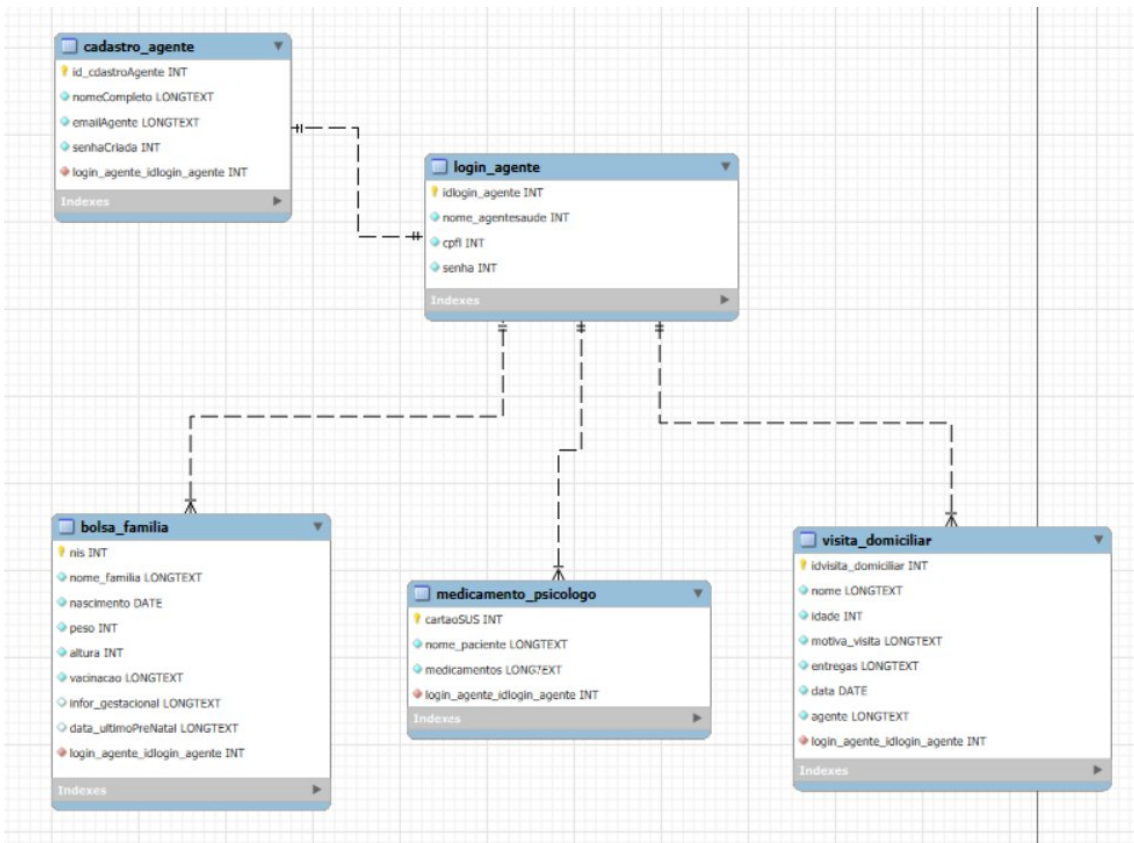 cadastro_agente
id_cdastroAgente INT
nomeCompleto LONGTEXT
emailAgente LONGTEXT
senhaCriada INT
login_agente_idlogin_agente INT
Indexes
login_agente
idlogin_agente INT
nome_agentesaude INT
cpfl INT
senha INT
Indexes
bolsa_familia
nis INT
nome_familia LONGTEXT
nascimento DATE
peso INT
altura INT
vacinacao LONGTEXT
infor_gestacional LONGTEXT
data_ultimoPreNatal LONGTEXT
login_agente_idlogin_agente INT
Indexes
medicamento_psicologo
cartaoSUS INT
nome_paciente LONGTEXT
medicamentos LONGTEXT
login_agente_idlogin_agente INT
Indexes
visita_domiciliar
idvisita_domiciliar INT
nome LONGTEXT
idade INT
motiva_visita LONGTEXT
entregas LONGTEXT
data DATE
agente LONGTEXT
login_agente_idlogin_agente INT
Indexes